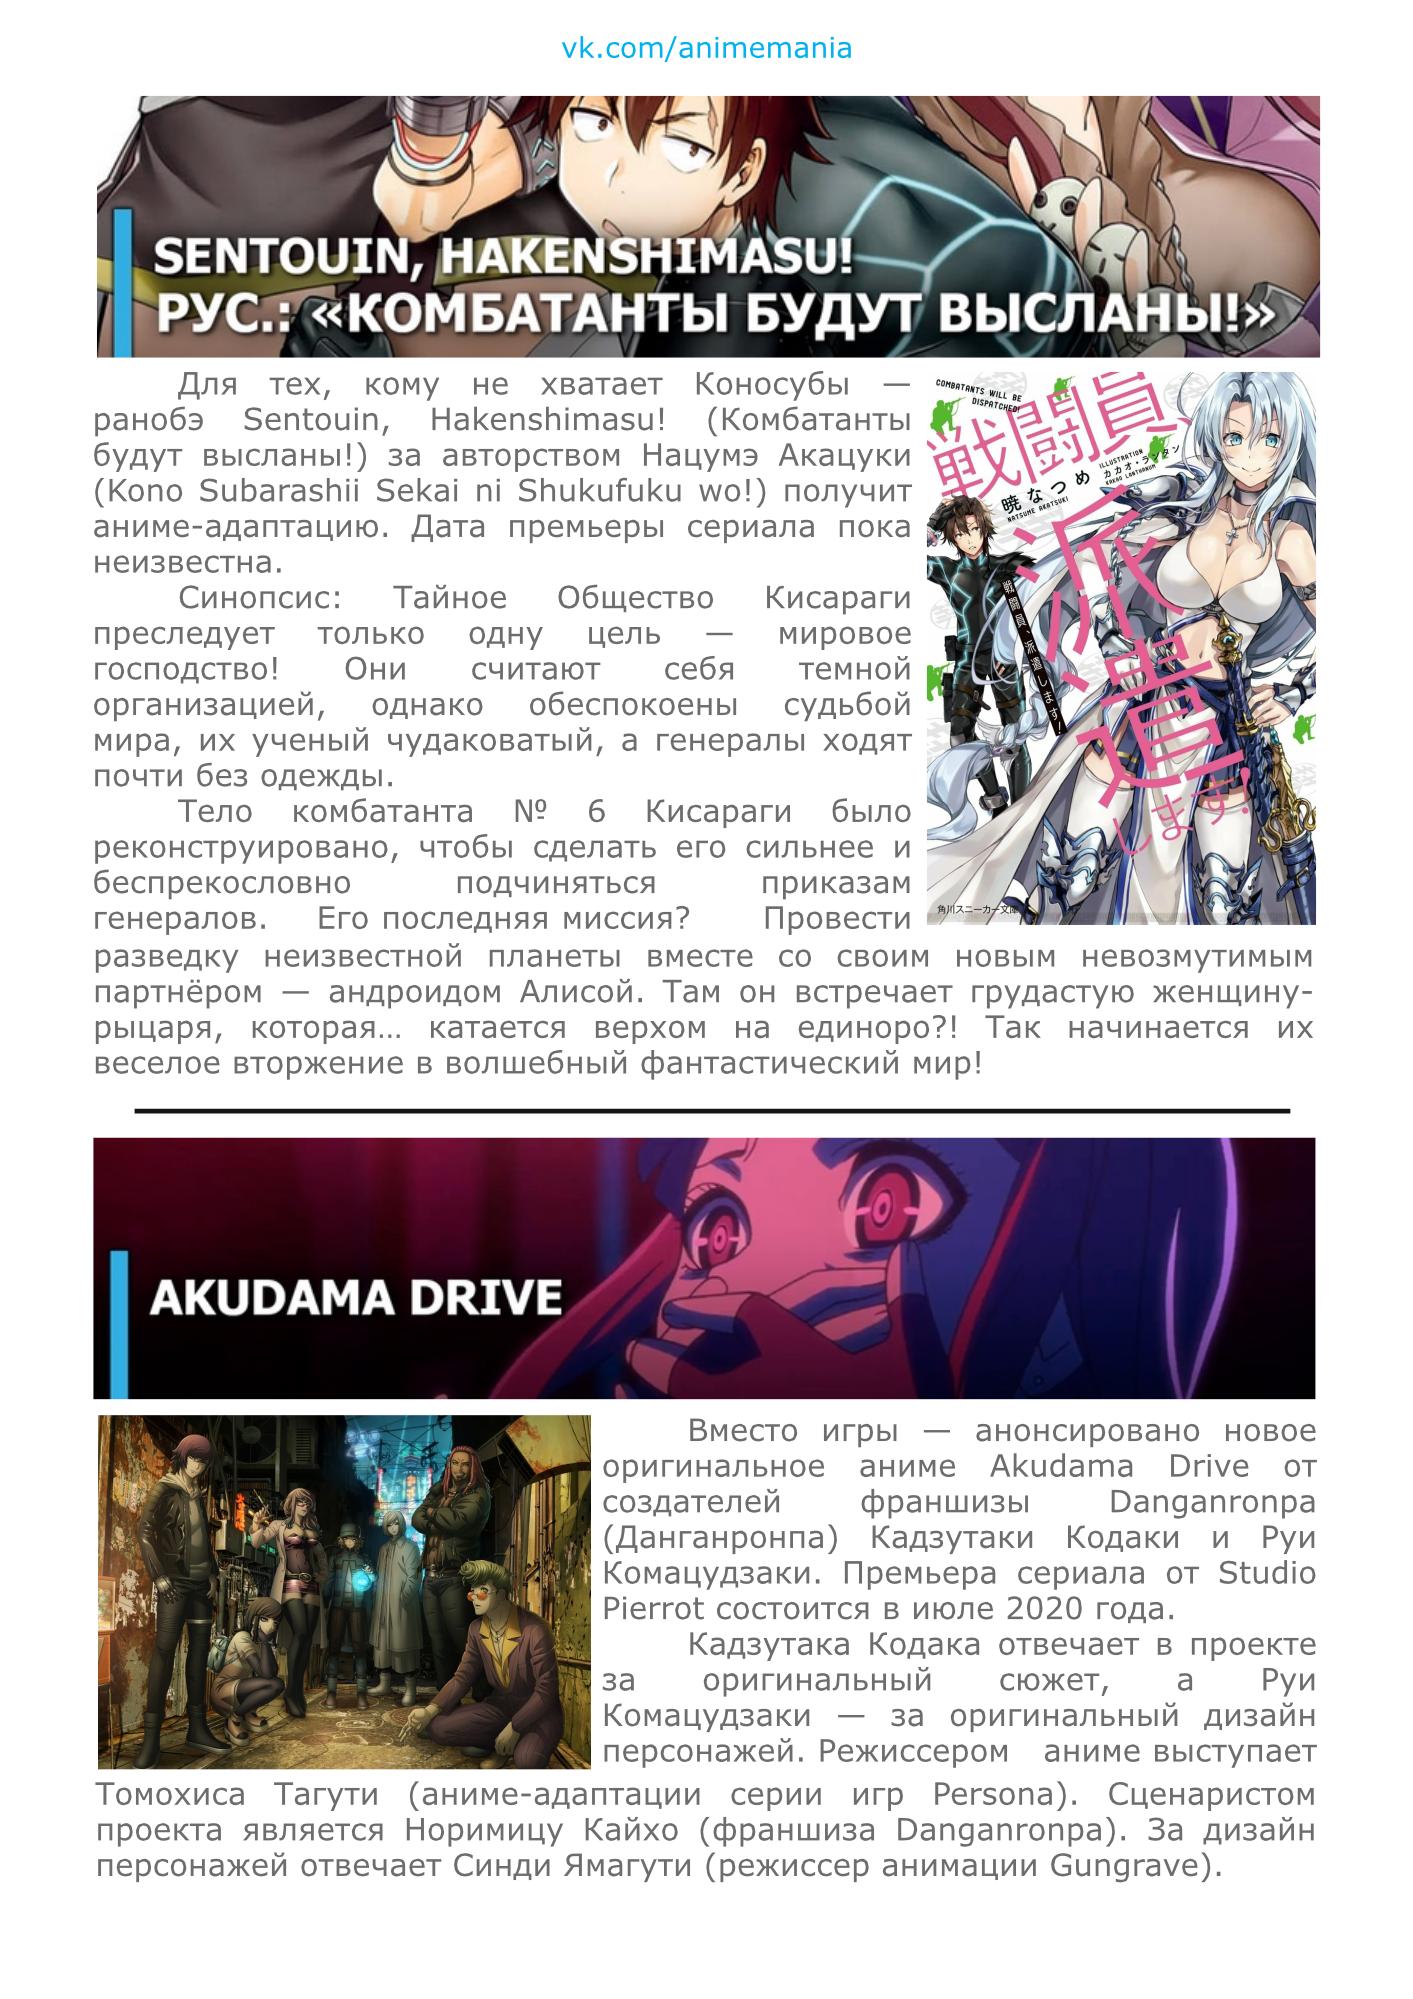 vk.com/animemania
SENTOUIN, HAKENSHIMASU!
РУС.: «КОМБАТАНТЫ БУДУТ ВЫСЛАНЫ!»
Для тех, кому не хватает Коносубы —
ранобэ Sentouin, Hakenshimasu! (Комбатанты
будут высланы!) за авторством Нацумэ Акацуки
(Kono Subarashii Sekai ni Shukufuku wo!) получит
аниме-адаптацию. Дата премьеры сериала пока
неизвестна.
Синопсис: Тайное Общество Кисараги
преследует только одну цель — мировое
господство! Они считают себя темной
организацией, однако обеспокоены судьбой
мира, их ученый чудаковатый, а генералы ходят
почти без одежды.
Тело комбатанта № 6 Кисараги было
реконструировано, чтобы сделать его сильнее и
беспрекословно подчиняться приказам
генералов. Его последняя миссия? Провести
разведку неизвестной планеты вместе со своим новым невозмутимым
партнёром — андроидом Алисой. Там он встречает грудастую женщину-
рыцаря, которая… катается верхом на единоро?! Так начинается их
веселое вторжение в волшебный фантастический мир!
COMBATANTS WILL BE
DISPATCHED!
戦闘員、
派遣
します!
暁なつめ
NATSUME AKATSUKI
ILLUSTRATION
カカオ・ランタン
KAKAO LANTHANUM
戦闘員、派遣します!
角川スニーカー文庫
AKUDAMA DRIVE
Вместо игры — анонсировано новое
оригинальное аниме Akudama Drive от
создателей франшизы Danganronpa
(Данганронпа) Кадзутаки Кодаки и Руи
Комацудзаки. Премьера сериала от Studio
Pierrot состоится в июле 2020 года.
Кадзутака Кодака отвечает в проекте
за оригинальный сюжет, а Руи
Комацудзаки — за оригинальный дизайн
персонажей. Режиссером аниме выступает
Томохиса Тагути (аниме-адаптации серии игр Persona). Сценаристом
проекта является Норимицу Кайхо (франшиза Danganronpa). За дизайн
персонажей отвечает Синди Ямагути (режиссер анимации Gungrave).